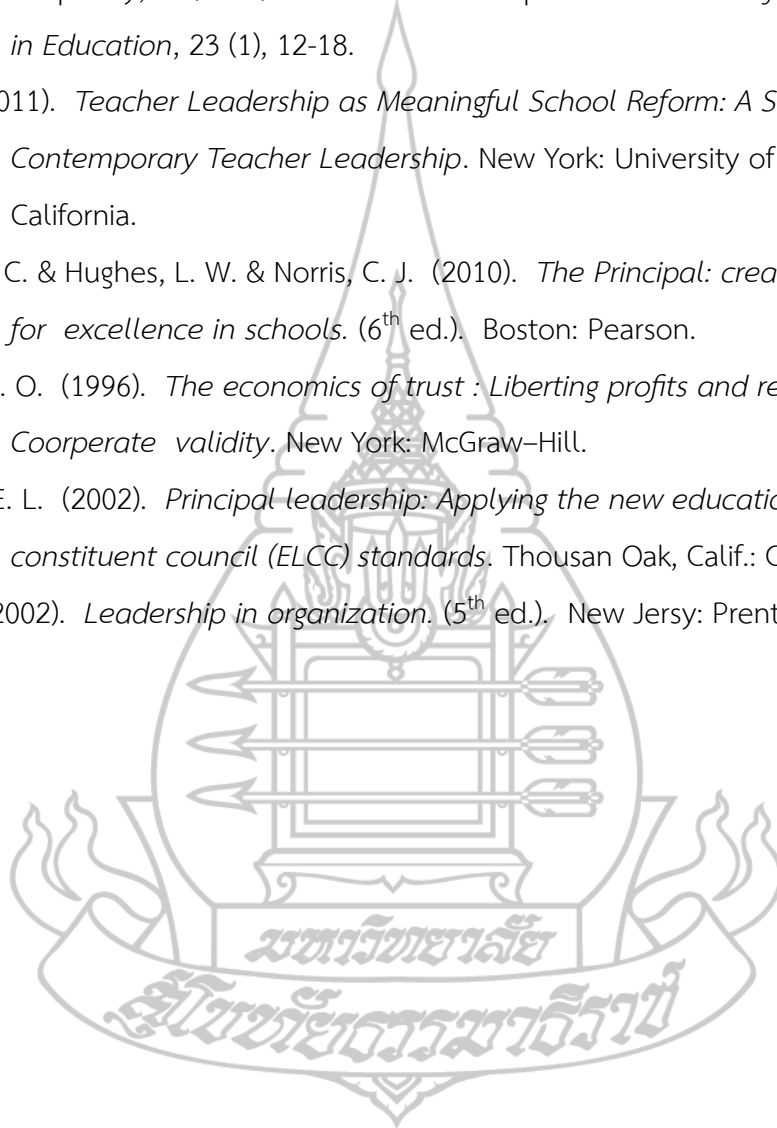 in Education, 23 (1), 12-18.
011). Teacher Leadership as Meaningful School Reform: A S
Contemporary Teacher Leadership. New York: University of
California.
C. & Hughes, L. W. & Norris, C. J. (2010). The Principal: crea
for excellence in schools. (6th ed.). Boston: Pearson.
. O. (1996). The economics of trust : Liberting profits and re
Coorperate validity. New York: McGraw–Hill.
E. L. (2002). Principal leadership: Applying the new educatio
constituent council (ELCC) standards. Thousan Oak, Calif.: C
2002). Leadership in organization. (5th ed.). New Jersy: Prent
มหาวิทยาลัย
สุโขทัยธรรมาธิราช